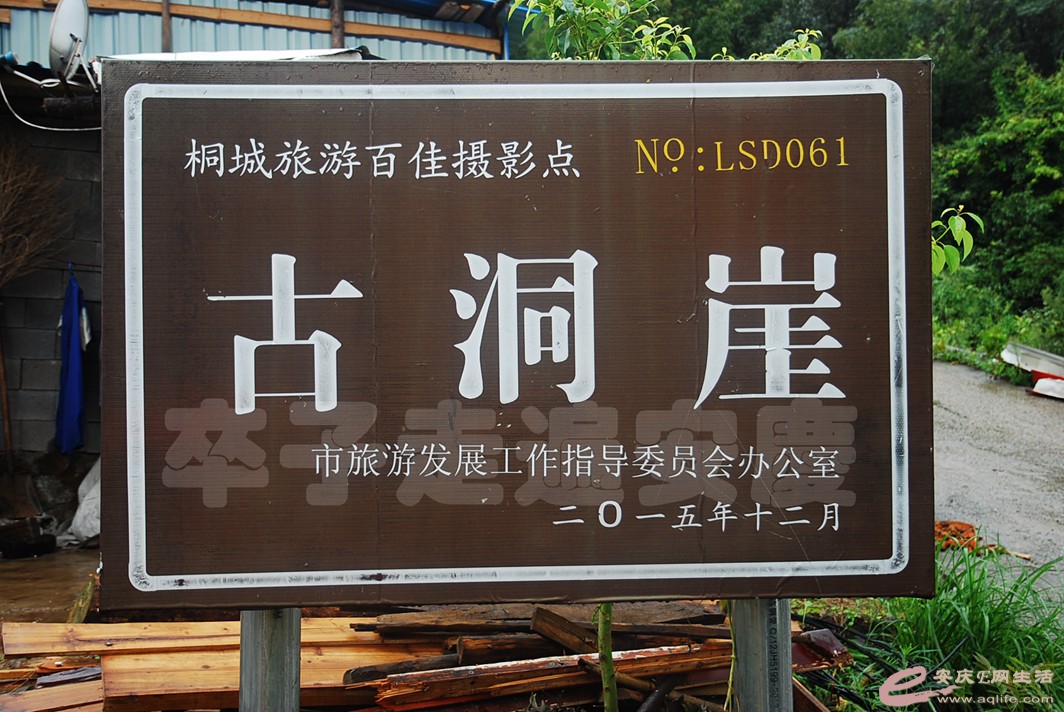 桐城旅游百佳摄影点 Nº:LSD061
古洞崖
卒子走遍安慶
市旅游发展工作指导委员会办公室
二〇一五年十二月
安庆e网生活
www.aqlife.com